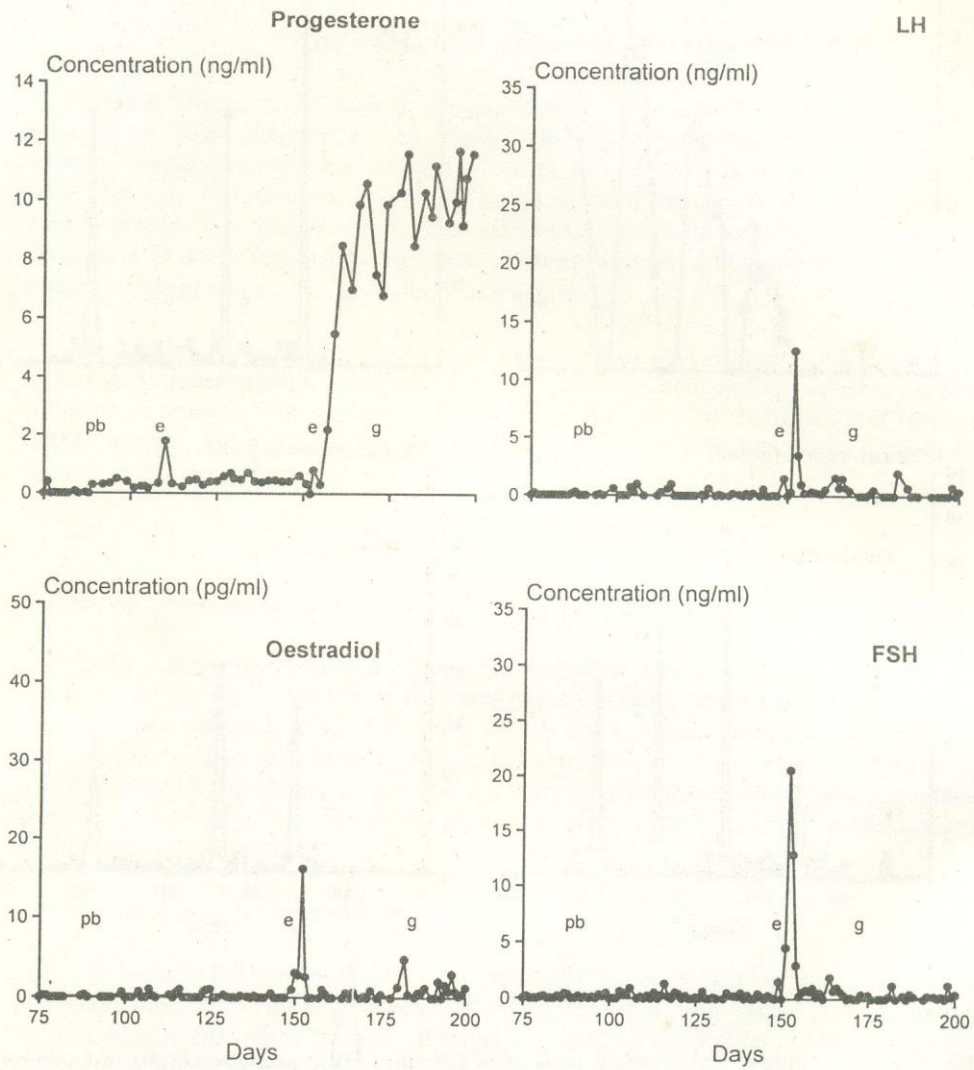 Progesterone
LH
Concentration (ng/ml)
14
12
10
8
6
4
2
0
pb
e
e
g
Concentration (ng/ml)
35
30
25
20
15
10
5
0
pb
e
g
Concentration (pg/ml)
50
40
30
20
10
0
Oestradiol
pb
e
g
75
100
125
150
175
200
Days
Concentration (ng/ml)
35
30
25
20
15
10
5
0
FSH
pb
e
g
75
100
125
150
175
200
Days